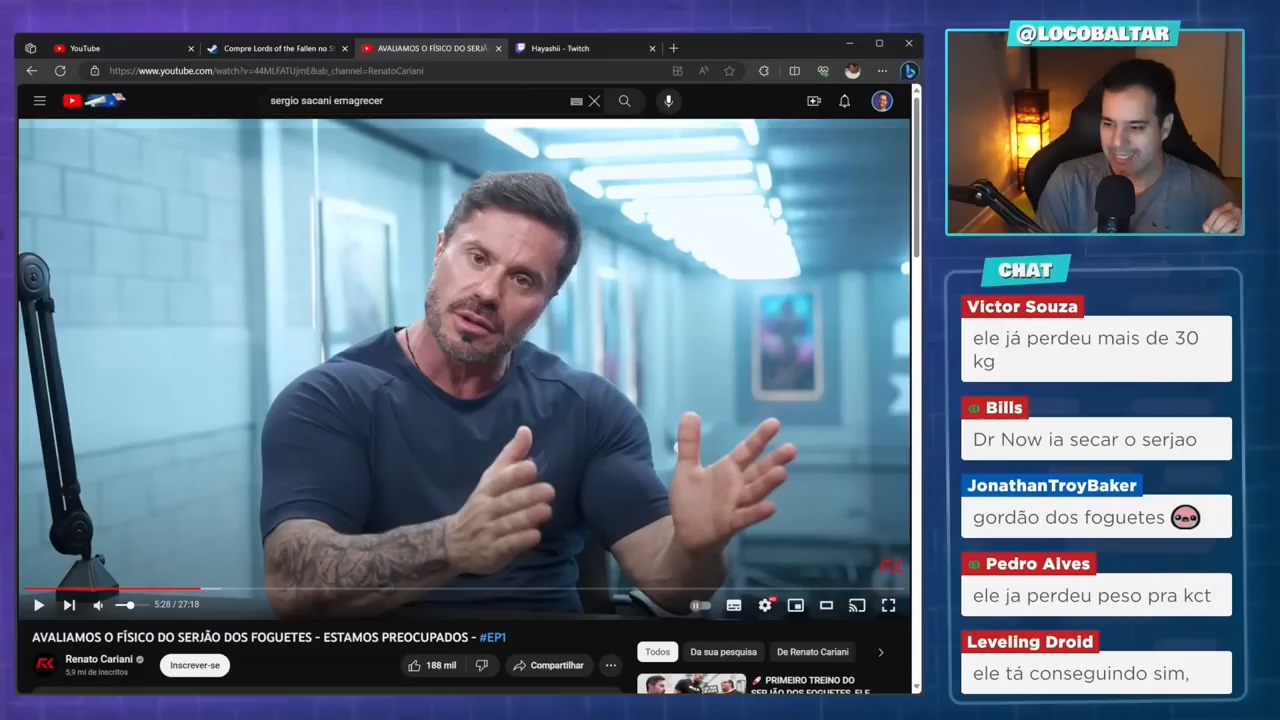 YouTube
Compre Lords of the Fallen no S
AVALIAMOS O FÍSICO DO SERJÃ
Hayashii - Twitch
@LOCOBALTAR
https://www.youtube.com/watch?v=44MLFATUjmE&ab_channel=RenatoCariani
sergio sacani emagrecer
CHAT
Victor Souza
ele já perdeu mais de 30
kg
Bills
Dr Now ia secar o serjao
JonathanTroyBaker
gordão dos foguetes
Pedro Alves
ele ja perdeu peso pra kct
Leveling Droid
ele tá conseguindo sim,
RK
5:28 / 27:18
HD
AVALIAMOS O FÍSICO DO SERJÃO DOS FOGUETES - ESTAMOS PREOCUPADOS - #EP1
RK
Renato Cariani
5,9 mi de inscritos
Inscrever-se
188 mil
Compartilhar
Todos
Da sua pesquisa
De Renato Cariani
PRIMEIRO TREINO DO
SERJÃO DOS FOGUETES. ELE